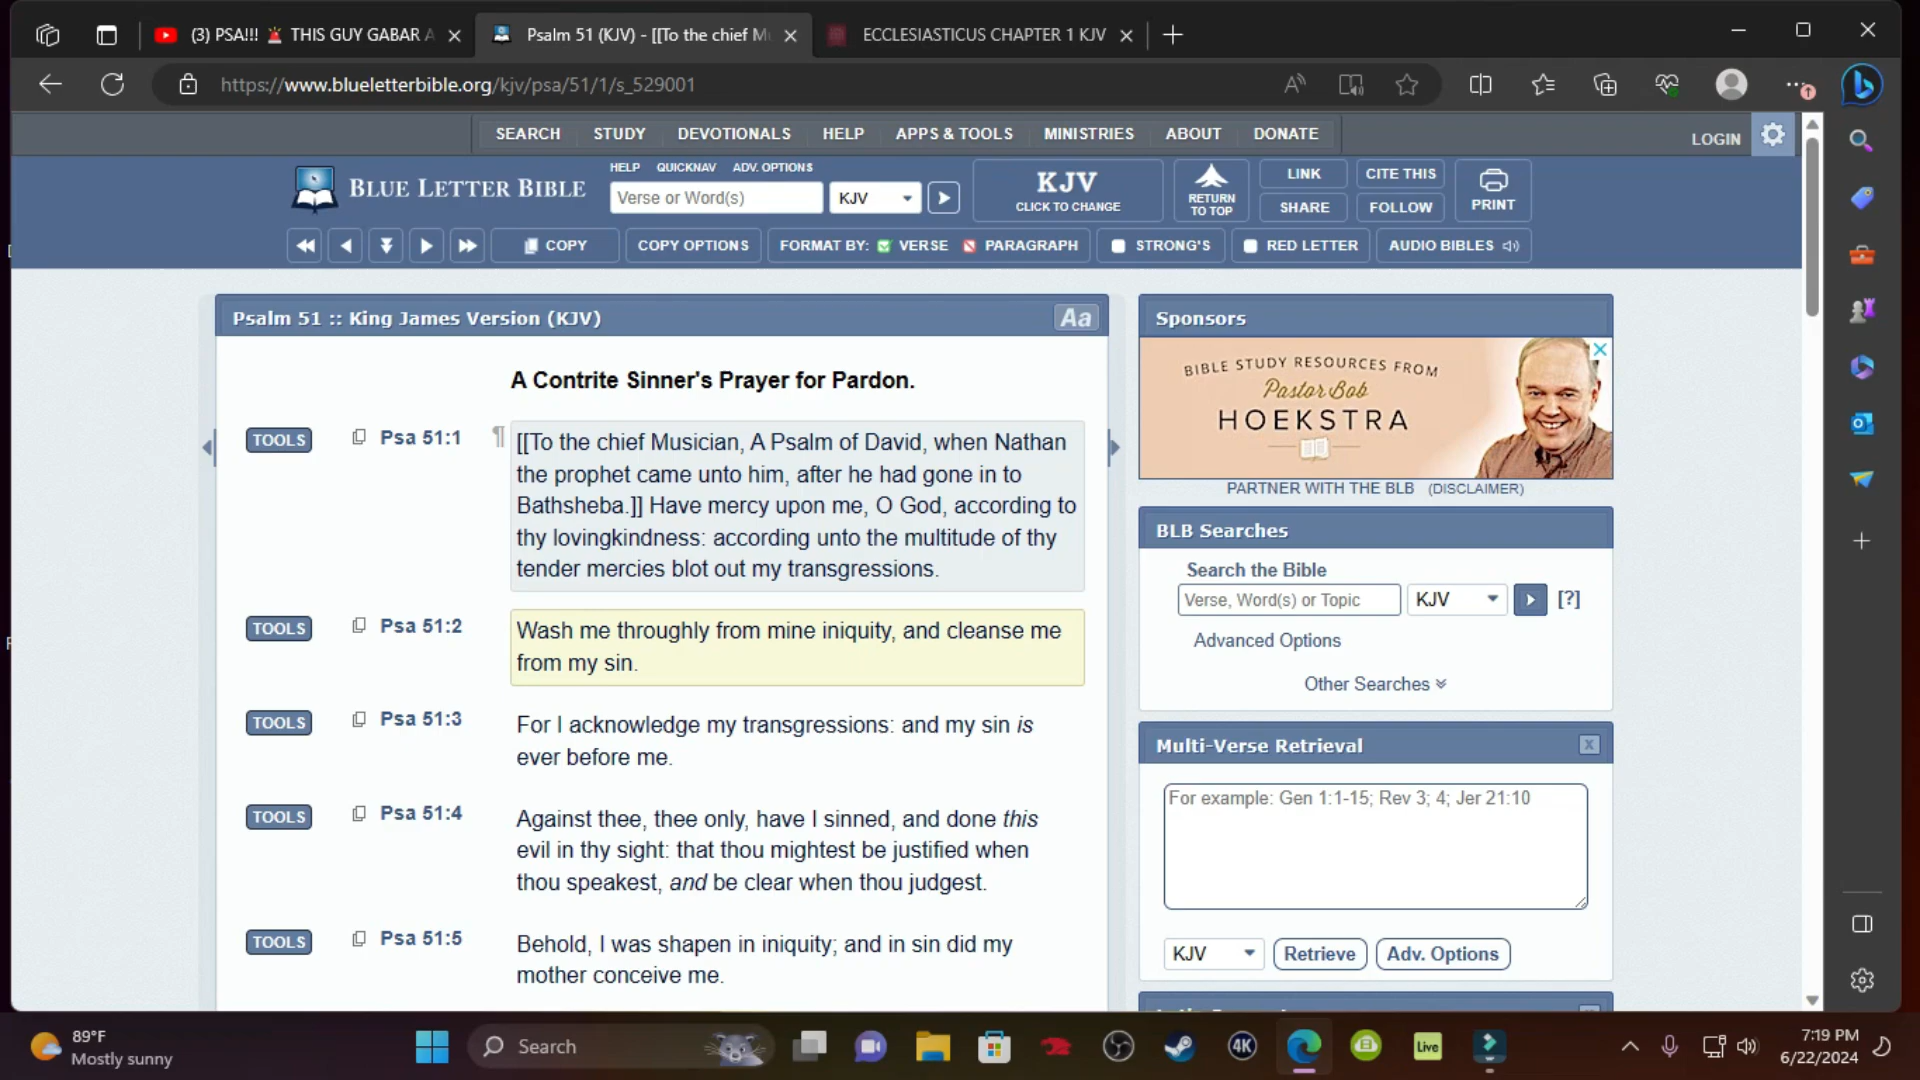 (3) PSA!!! 🚨 THIS GUY GABAR A
Psalm 51 (KJV) - [[To the chief Mu
ECCLESIASTICUS CHAPTER 1 KJV
https://www.blueletterbible.org/kjv/psa/51/1/s_529001
SEARCH STUDY DEVOTIONALS HELP APPS & TOOLS MINISTRIES ABOUT DONATE
LOGIN
BLUE LETTER BIBLE
HELP QUICKNAV ADV. OPTIONS
Verse or Word(s)
KJV
KJV
CLICK TO CHANGE
RETURN
TO TOP
LINK
CITE THIS
SHARE
FOLLOW
PRINT
COPY
COPY OPTIONS
FORMAT BY: VERSE PARAGRAPH
STRONG'S
RED LETTER
AUDIO BIBLES
Psalm 51 :: King James Version (KJV)
Aa
A Contrite Sinner's Prayer for Pardon.
TOOLS
Psa 51:1
¶
[[To the chief Musician, A Psalm of David, when Nathan
the prophet came unto him, after he had gone in to
Bathsheba.]] Have mercy upon me, O God, according to
thy lovingkindness: according unto the multitude of thy
tender mercies blot out my transgressions.
TOOLS
Psa 51:2
Wash me throughly from mine iniquity, and cleanse me
from my sin.
TOOLS
Psa 51:3
For I acknowledge my transgressions: and my sin is
ever before me.
TOOLS
Psa 51:4
Against thee, thee only, have I sinned, and done this
evil in thy sight: that thou mightest be justified when
thou speakest, and be clear when thou judgest.
TOOLS
Psa 51:5
Behold, I was shapen in iniquity; and in sin did my
mother conceive me.
Sponsors
BIBLE STUDY RESOURCES FROM
Pastor Bob
HOEKSTRA
PARTNER WITH THE BLB (DISCLAIMER)
BLB Searches
Search the Bible
Verse, Word(s) or Topic
KJV
[?]
Advanced Options
Other Searches
Multi-Verse Retrieval
x
For example: Gen 1:1-15; Rev 3; 4; Jer 21:10
KJV
Retrieve
Adv. Options
89°F
Mostly sunny
Search
4K
Live
7:19 PM
6/22/2024